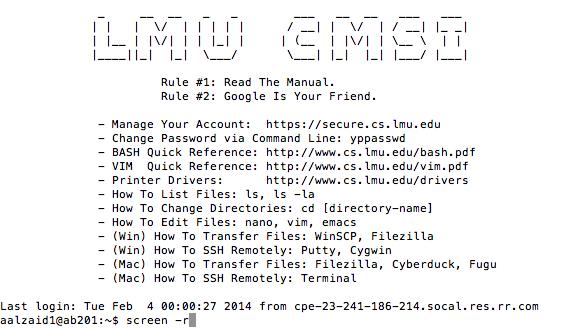 LMU CMSI
Rule #1: Read The Manual.
Rule #2: Google Is Your Friend.
- Manage Your Account:  https://secure.cs.lmu.edu
- Change Password via Command Line: yppasswd
- BASH Quick Reference: http://www.cs.lmu.edu/bash.pdf
- VIM  Quick Reference: http://www.cs.lmu.edu/vim.pdf
- Printer Drivers:      http://www.cs.lmu.edu/drivers
- How To List Files: ls, ls -la
- How To Change Directories: cd [directory-name]
- How To Edit Files: nano, vim, emacs
- (Win) How To Transfer Files: WinSCP, Filezilla
- (Win) How To SSH Remotely: Putty, Cygwin
- (Mac) How To Transfer Files: Filezilla, Cyberduck, Fugu
- (Mac) How To SSH Remotely: Terminal
Last login: Tue Feb  4 00:00:27 2014 from cpe-23-241-186-214.socal.res.rr.com
aalzaid1@ab201:~$ screen -r